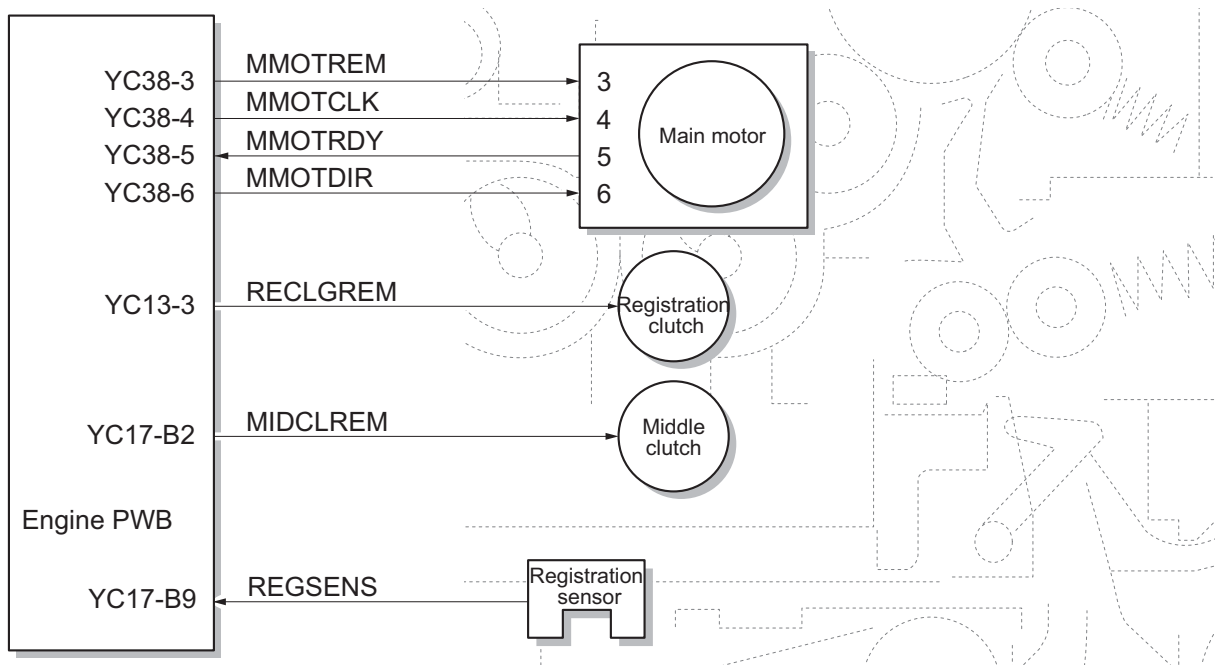 YC38-3 MMOTREM 3
YC38-4 MMOTCLK 4
YC38-5 MMOTRDY 5
YC38-6 MMOTDIR 6
Main motor
YC13-3 RECLGREM
Registration
clutch
YC17-B2 MIDCLREM
Middle
clutch
Engine PWB
YC17-B9 REGSENS
Registration
sensor